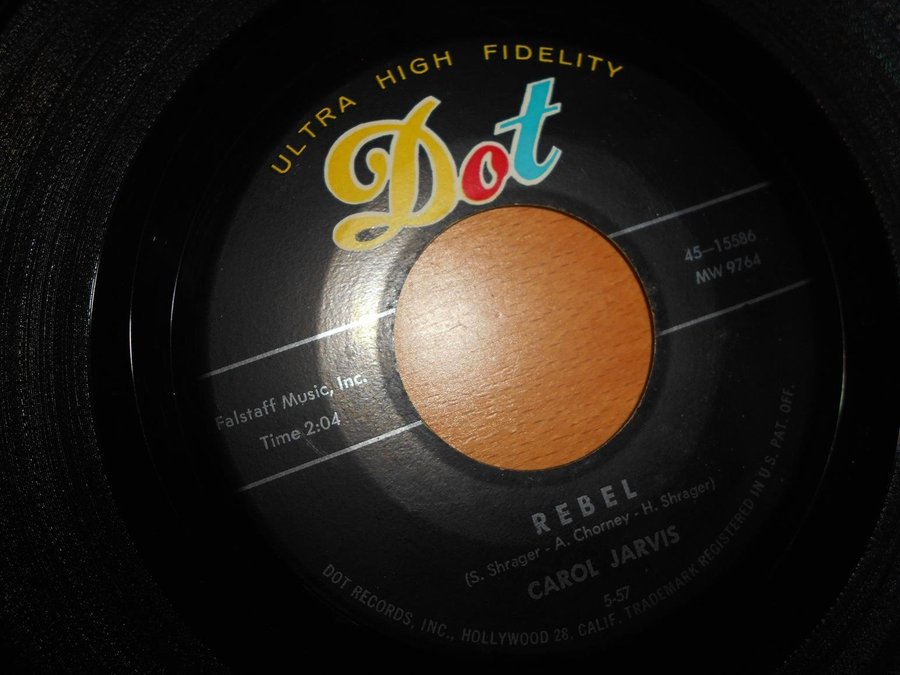 ULTRA HIGH FIDELITY
Dot
45-15586
MW 9764
Falstaff Music, Inc.
Time 2:04
REBEL
(S. Shrager - A. Chorney - H. Shrager)
CAROL JARVIS
5-57
DOT RECORDS, INC., HOLLYWOOD 28, CALIF. TRADEMARK REGISTERED IN U.S. PAT. OFF.